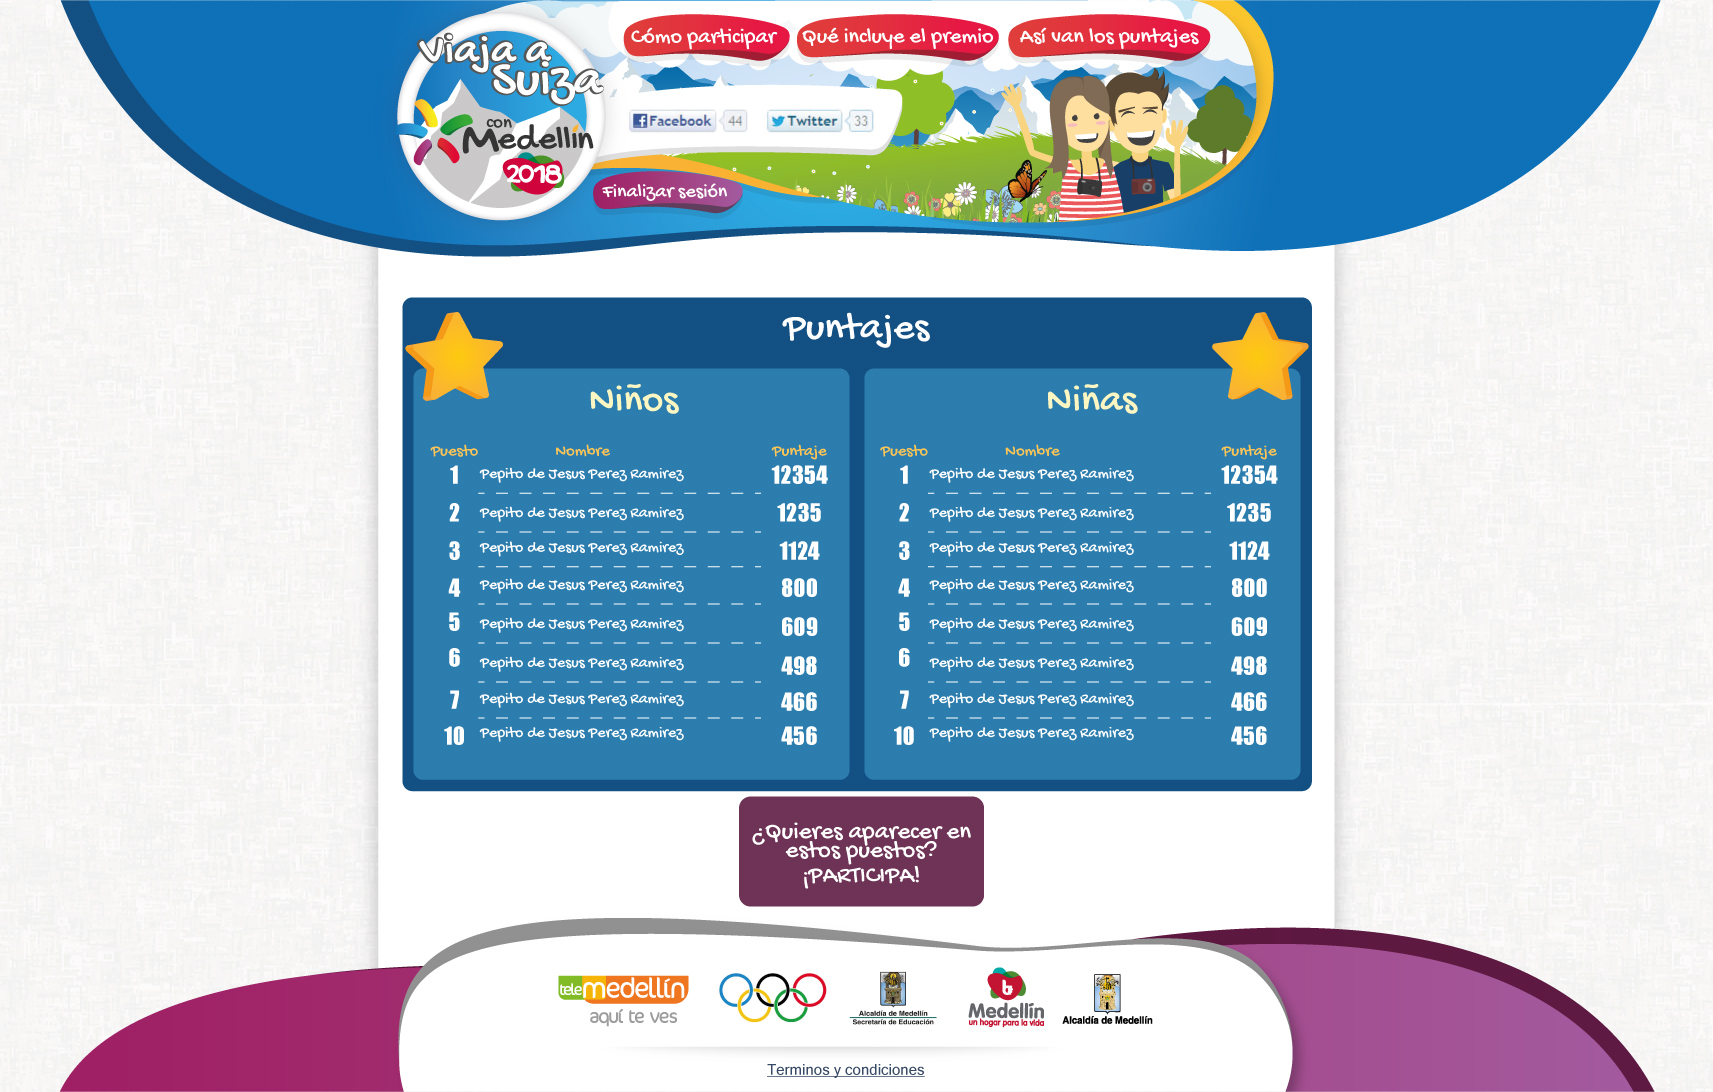 Viaja a
Suiza
con
Medellín
2018
Cómo participar
Qué incluye el premio
Así van los puntajes
Facebook 44
Twitter 33
Finalizar sesión
Puntajes
Niños
Puesto Nombre Puntaje
1 Pepito de Jesus Perez Ramirez 12354
2 Pepito de Jesus Perez Ramirez 1235
3 Pepito de Jesus Perez Ramirez 1124
4 Pepito de Jesus Perez Ramirez 800
5 Pepito de Jesus Perez Ramirez 609
6 Pepito de Jesus Perez Ramirez 498
7 Pepito de Jesus Perez Ramirez 466
10 Pepito de Jesus Perez Ramirez 456
Niñas
Puesto Nombre Puntaje
1 Pepito de Jesus Perez Ramirez 12354
2 Pepito de Jesus Perez Ramirez 1235
3 Pepito de Jesus Perez Ramirez 1124
4 Pepito de Jesus Perez Ramirez 800
5 Pepito de Jesus Perez Ramirez 609
6 Pepito de Jesus Perez Ramirez 498
7 Pepito de Jesus Perez Ramirez 466
10 Pepito de Jesus Perez Ramirez 456
¿Quieres aparecer en
estos puestos?
¡PARTICIPA!
telemedellín
aquí te ves
Alcaldía de Medellín
Secretaría de Educación
Medellín
un hogar para la vida
Alcaldía de Medellín
Terminos y condiciones